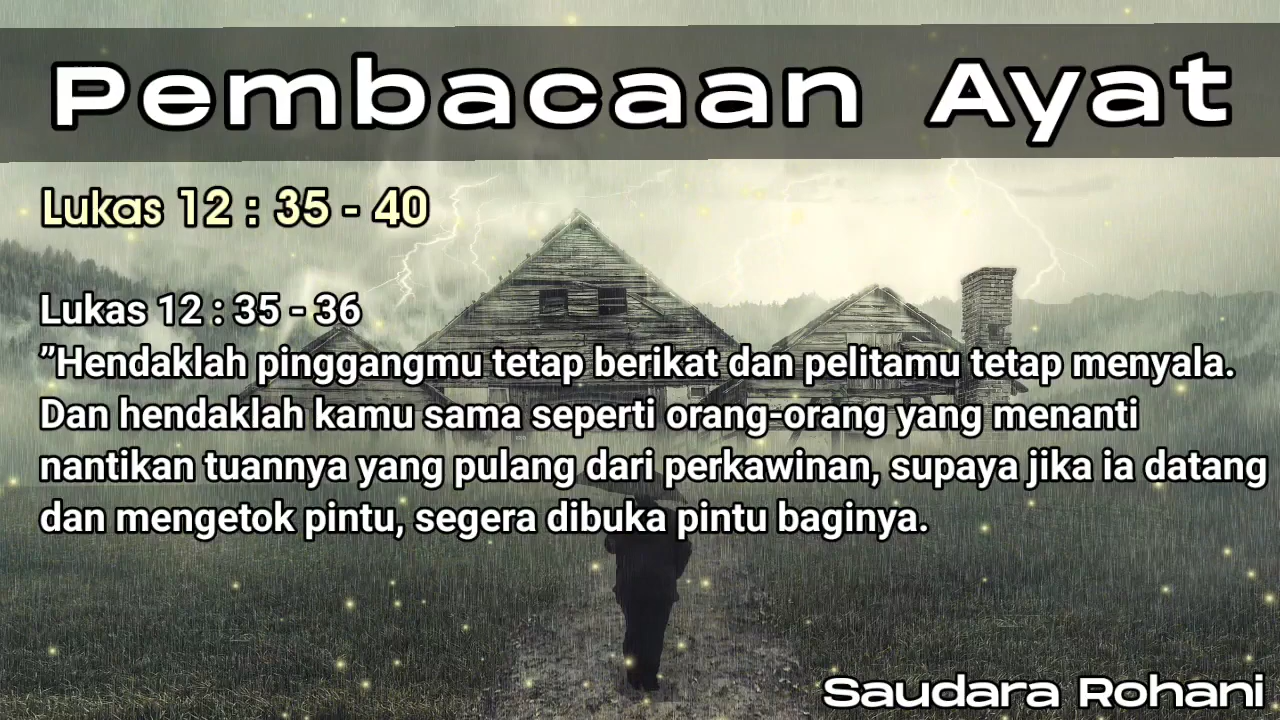 Pembacaan Ayat
Lukas 12 : 35 - 40
Lukas 12 : 35 - 36
”Hendaklah pinggangmu tetap berikat dan pelitamu tetap menyala.
Dan hendaklah kamu sama seperti orang-orang yang menanti
nantikan tuannya yang pulang dari perkawinan, supaya jika ia datang
dan mengetok pintu, segera dibuka pintu baginya.
Saudara Rohani